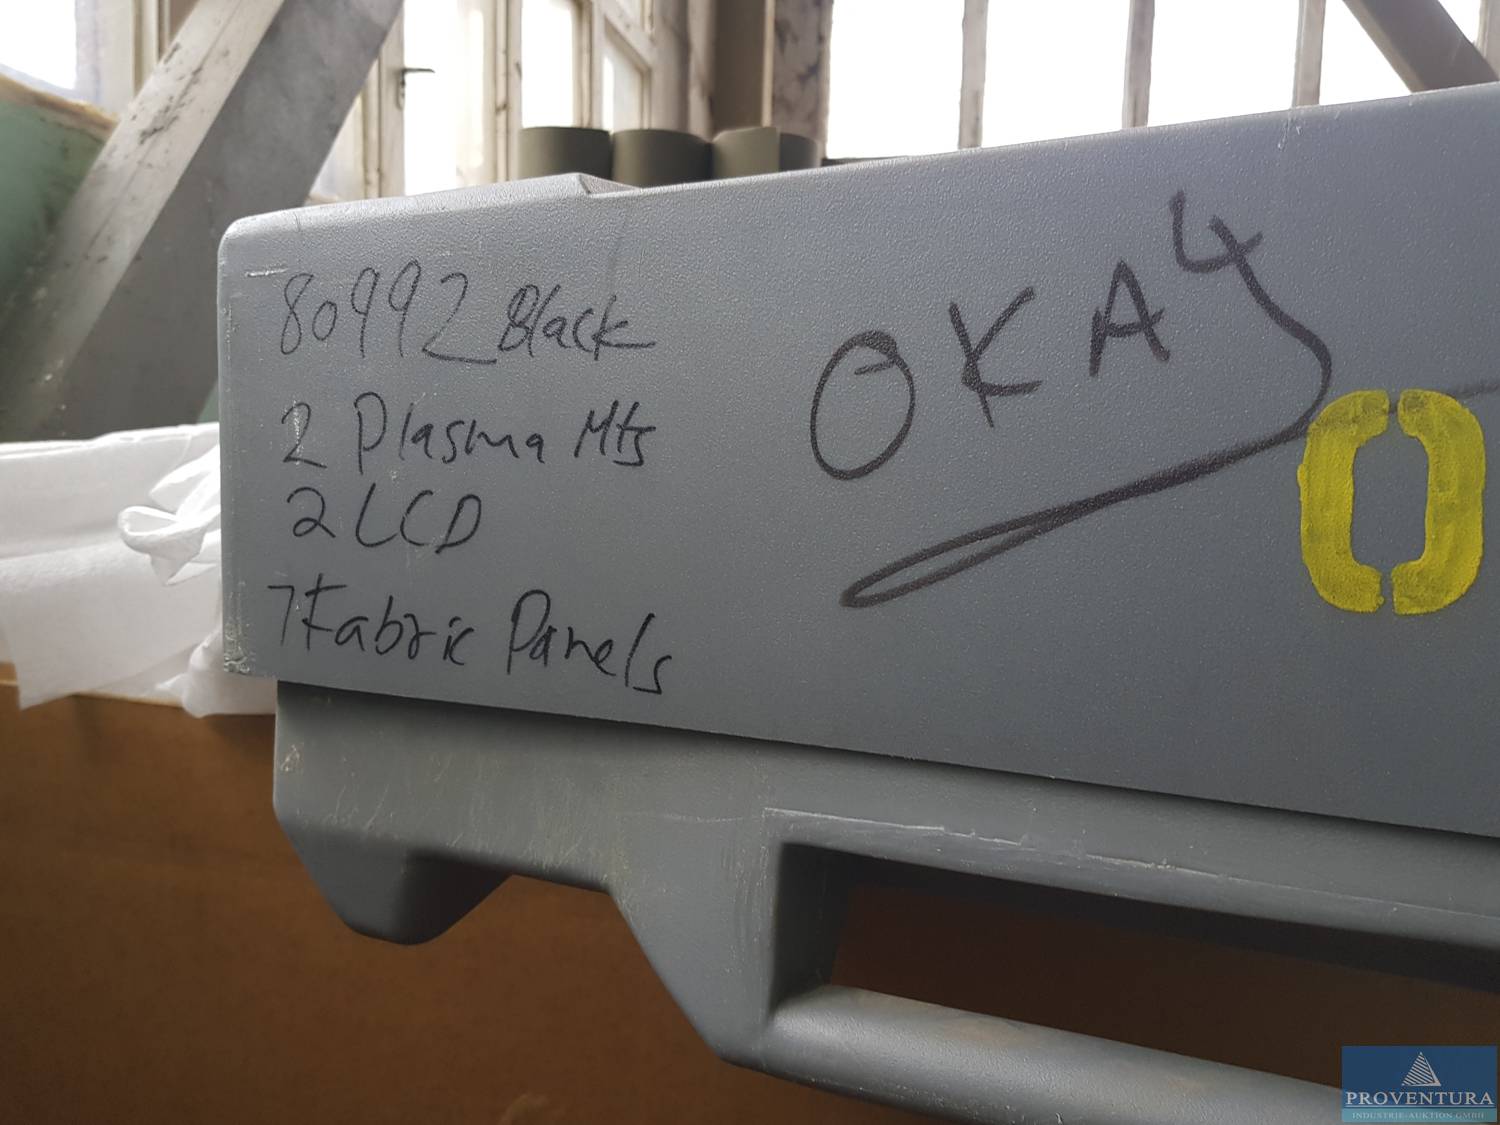 80992 Black
2 Plasma Mts
2 LCD
7 Fabric Panels
OKAY
0
PROVENTURA
INDUSTRIE-AUKTION GMBH